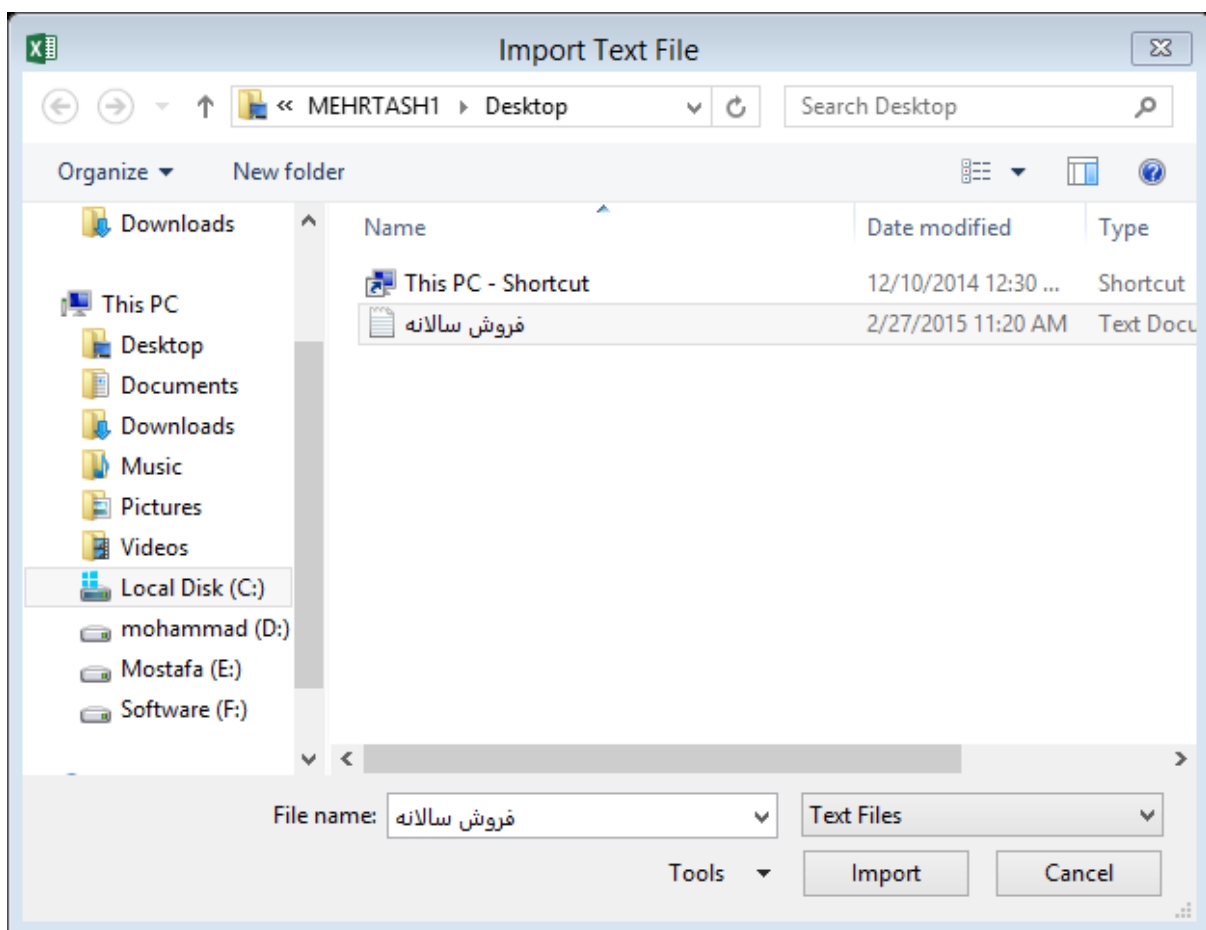 Import Text File
« MEHRTASH1 Desktop
Search Desktop
Organize New folder
Downloads
This PC
Desktop
Documents
Downloads
Music
Pictures
Videos
Local Disk (C:)
mohammad (D:)
Mostafa (E:)
Software (F:)
Name Date modified Type
This PC - Shortcut 12/10/2014 12:30 ... Shortcut
فروش سالانه 2/27/2015 11:20 AM Text Docu
File name: فروش سالانه Text Files
Tools Import Cancel